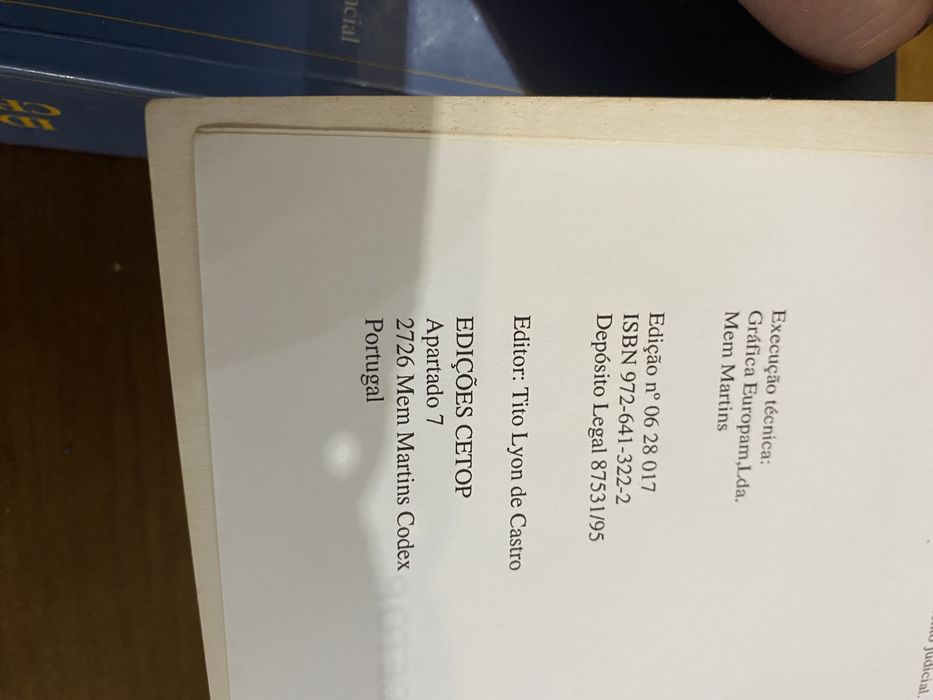 judicial.
Execução técnica:
Gráfica Europam,Lda.
Mem Martins
Edição nº 06 28 017
ISBN 972-641-322-2
Depósito Legal 87531/95
Editor: Tito Lyon de Castro
EDIÇÕES CETOP
Apartado 7
2726 Mem Martins Codex
Portugal